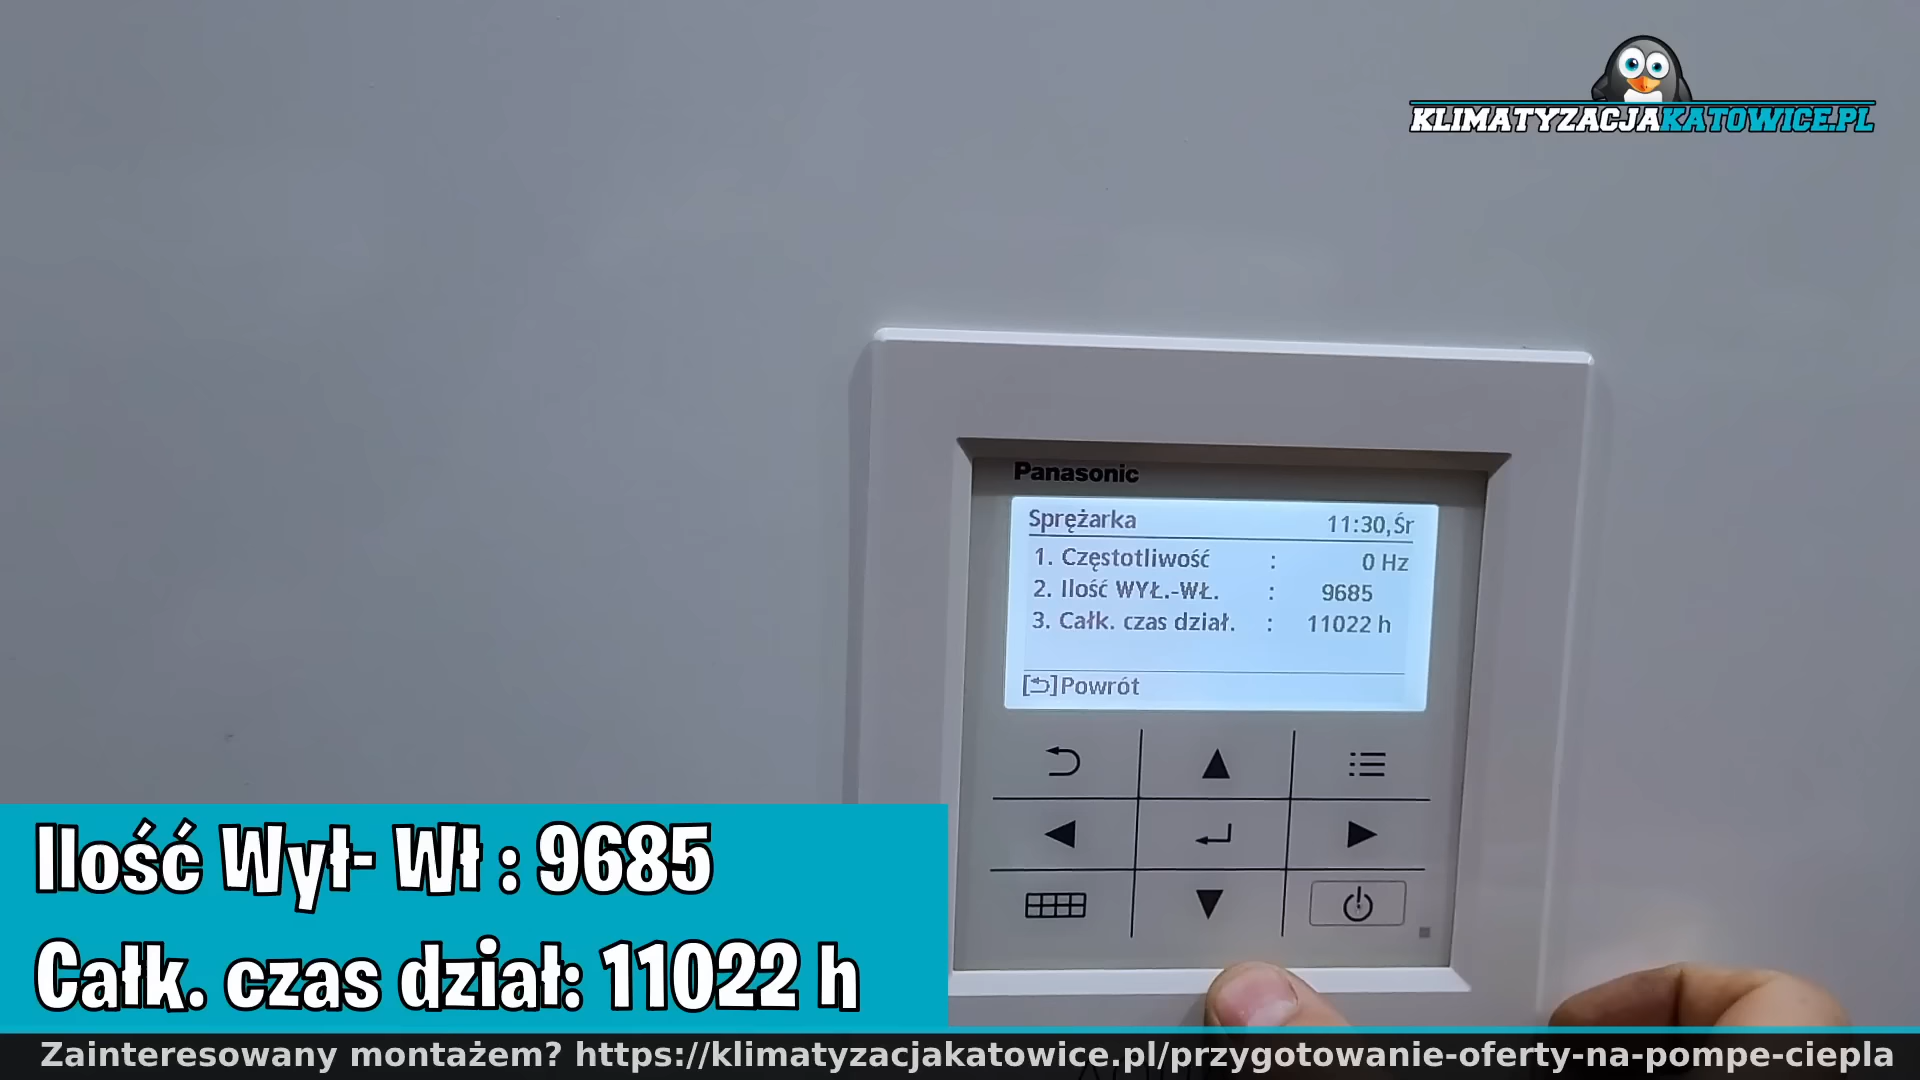 KLIMATYZACJAKATOWICE.PL
Panasonic
Sprężarka 11:30,Śr
1. Częstotliwość : 0 Hz
2. Ilość WYŁ.-WŁ. : 9685
3. Całk. czas dział. : 11022 h
[⮌]Powrót
Ilość Wył- Wł : 9685
Całk. czas dział: 11022 h
Zainteresowany montażem? https://klimatyzacjakatowice.pl/przygotowanie-oferty-na-pompe-ciepla